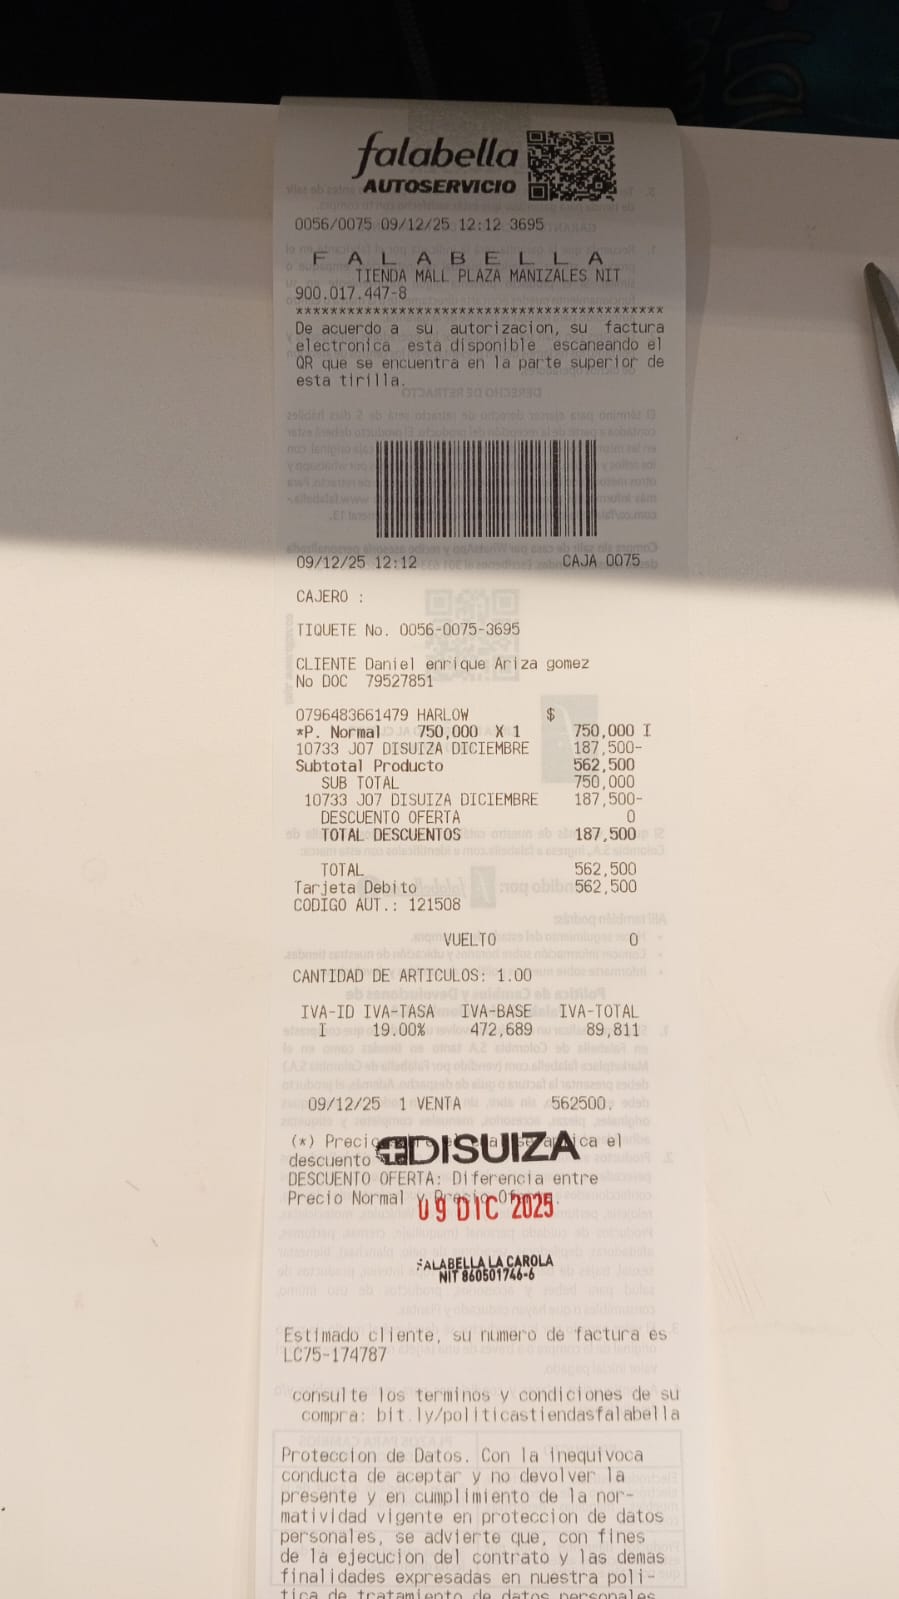 falabella
AUTOSERVICIO
0056/0075 09/12/25 12:12 3695
F A L A B E L L A
TIENDA MALL PLAZA MANIZALES NIT
900.017.447-8
******************************************
De acuerdo a su autorizacion, su factura
electronica esta disponible escaneando el
QR que se encuentra en la parte superior de
esta tirilla.
09/12/25 12:12 CAJA 0075
CAJERO :
TIQUETE No. 0056-0075-3695
CLIENTE Daniel enrique Ariza gomez
No DOC 79527851
0796483661479 HARLOW $
*P. Normal 750,000 X 1 750,000 I
10733 J07 DISUIZA DICIEMBRE 187,500-
Subtotal Producto 562,500
SUB TOTAL 750,000
10733 J07 DISUIZA DICIEMBRE 187,500-
DESCUENTO OFERTA 0
TOTAL DESCUENTOS 187,500
TOTAL 562,500
Tarjeta Debito 562,500
CODIGO AUT.: 121508
VUELTO 0
CANTIDAD DE ARTICULOS: 1.00
IVA-ID IVA-TASA IVA-BASE IVA-TOTAL
I 19.00% 472,689 89,811
09/12/25 1 VENTA 562500.
(*) Precio ica el
DISUIZA
descuento
DESCUENTO OFERTA: Diferencia entre
Precio Normal y Precio Oferta.
09 DIC 2025
FALABELLA LA CAROLA
NIT 860501746-6
Estimado cliente, su numero de factura es
LC75-174787
consulte los terminos y condiciones de su
compra: bit.ly/politicastiendasfalabella
Proteccion de Datos. Con la inequivoca
conducta de aceptar y no devolver la
presente y en cumplimiento de la nor-
matividad vigente en proteccion de datos
personales, se advierte que, con fines
de la ejecucion del contrato y las demas
finalidades expresadas en nuestra poli-
tica de tratamiento de datos personales